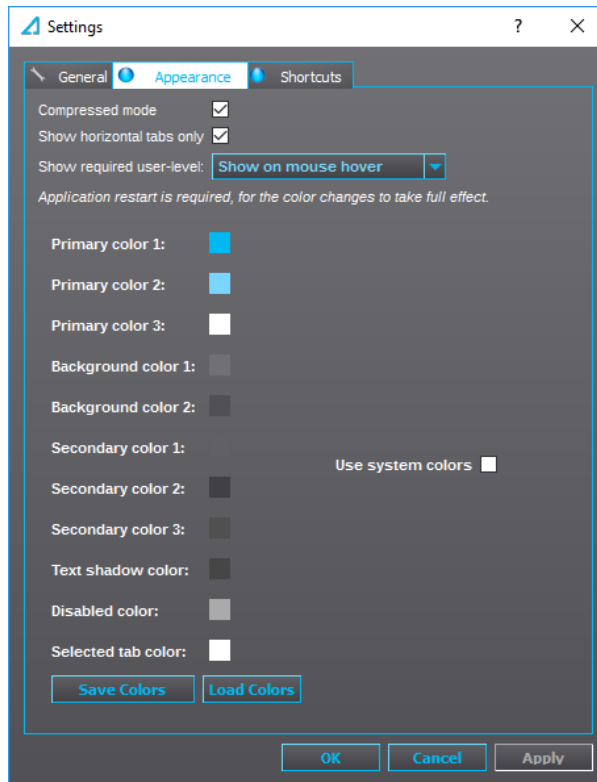 Settings
?
General Appearance Shortcuts
Compressed mode
Show horizontal tabs only
Show required user-level: Show on mouse hover
Application restart is required, for the color changes to take full effect.
Primary color 1:
Primary color 2:
Primary color 3:
Background color 1:
Background color 2:
Secondary color 1:
Use system colors
Secondary color 2:
Secondary color 3:
Text shadow color:
Disabled color:
Selected tab color:
Save Colors Load Colors
OK Cancel Apply